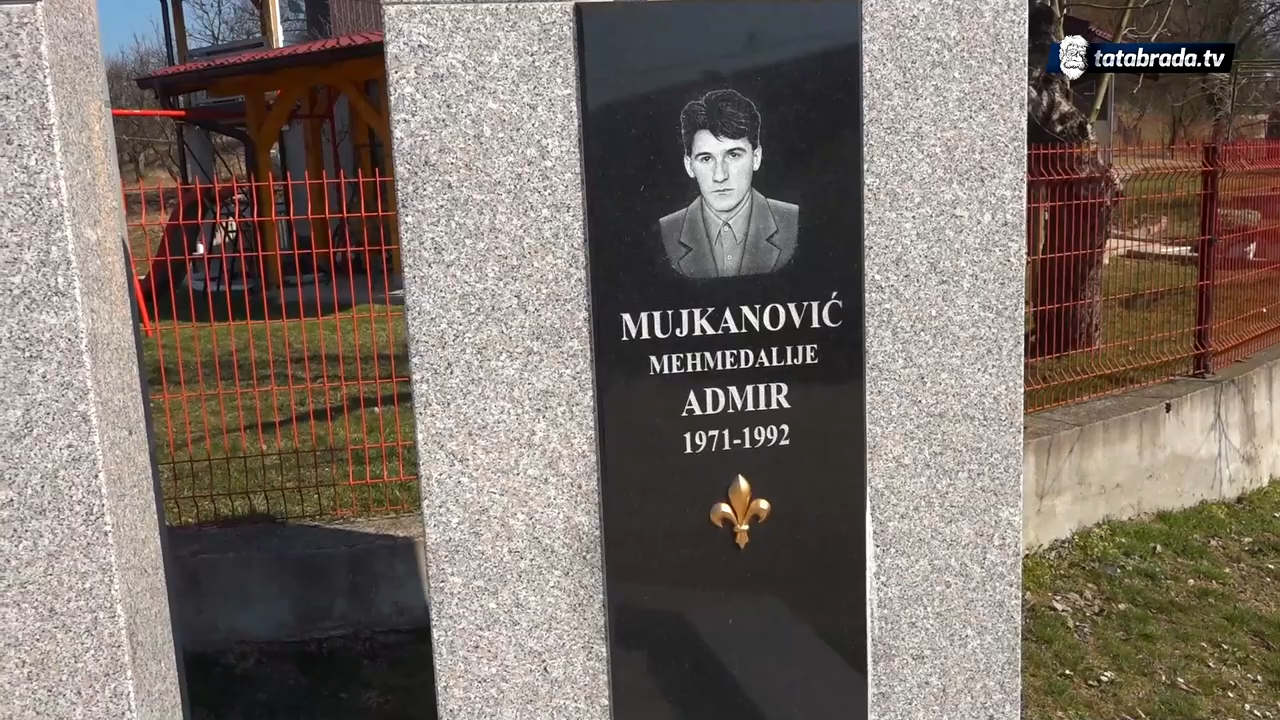 tatabrada.tv
MUJKANOVIĆ
MEHMEDALIJE
ADMIR
1971-1992